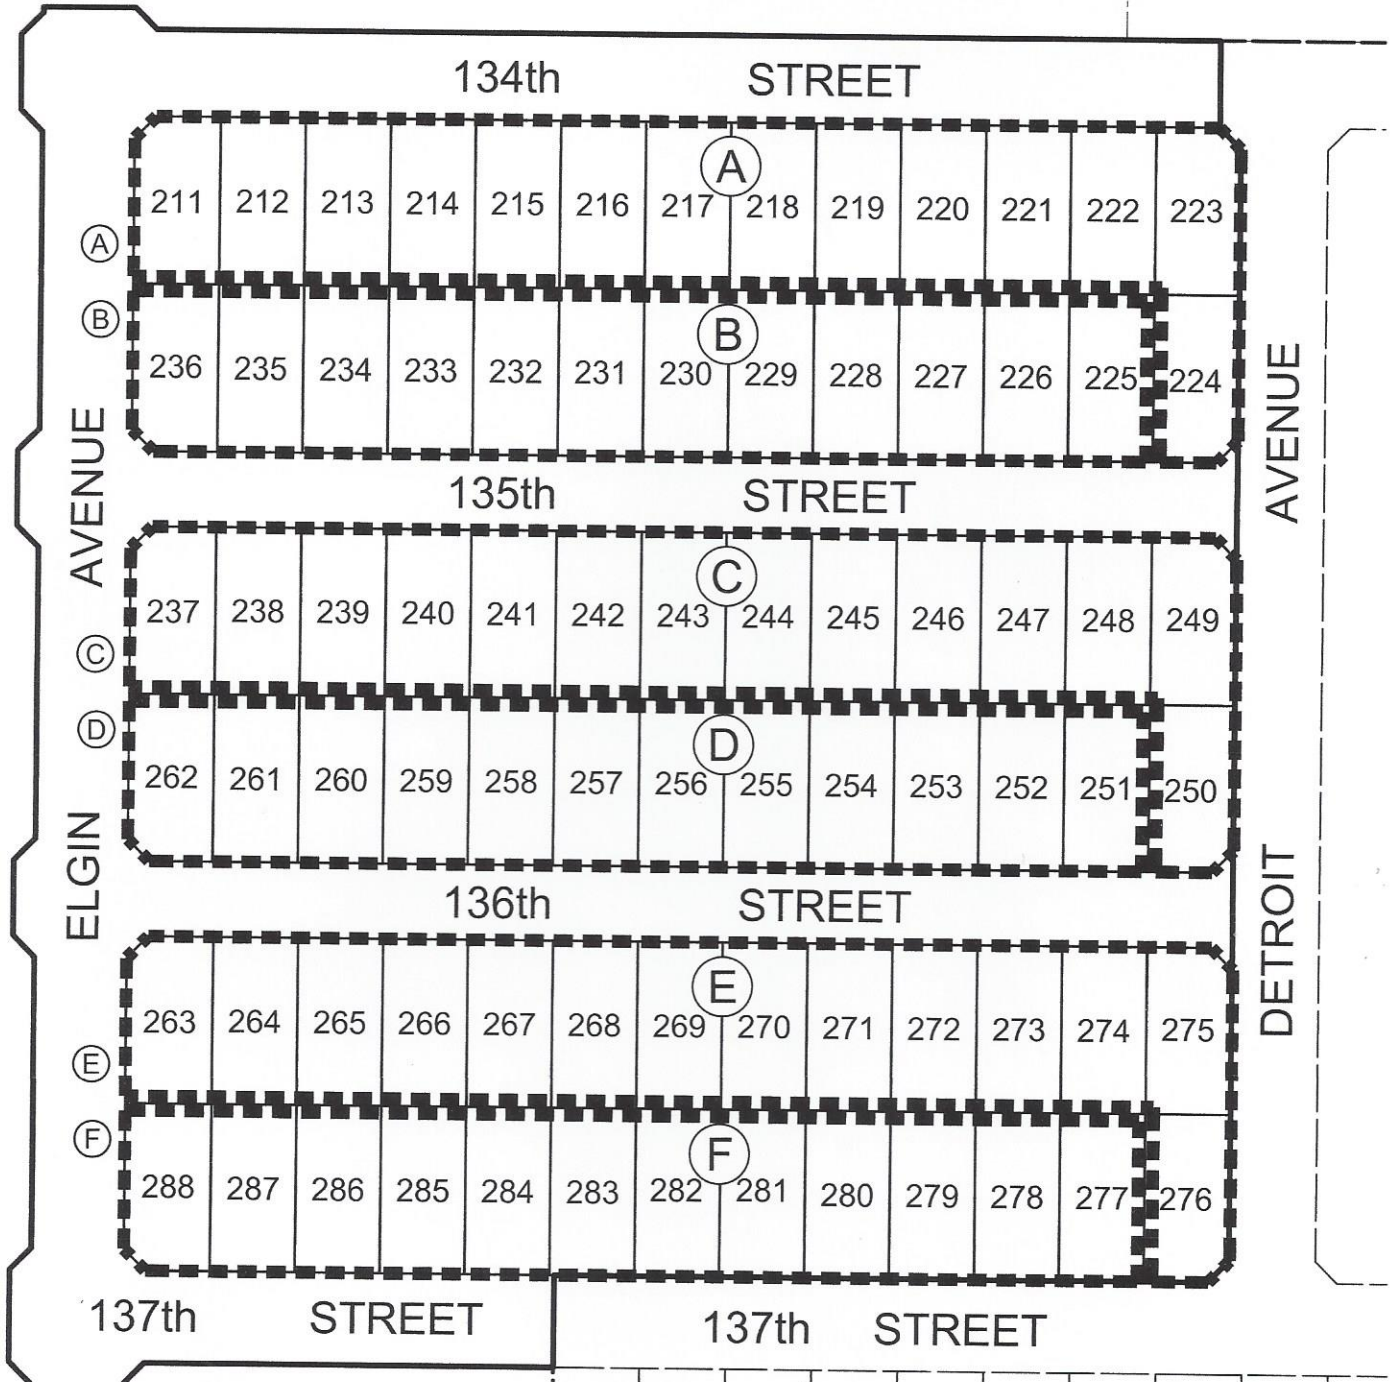 134th STREET
A
211 212 213 214 215 216 217 218 219 220 221 222 223
A
B
B
236 235 234 233 232 231 230 229 228 227 226 225 224
135th STREET
C
237 238 239 240 241 242 243 244 245 246 247 248 249
C
D
D
262 261 260 259 258 257 256 255 254 253 252 251 250
136th STREET
E
263 264 265 266 267 268 269 270 271 272 273 274 275
E
F
F
288 287 286 285 284 283 282 281 280 279 278 277 276
137th STREET 137th STREET
ELGIN AVENUE
DETROIT AVENUE